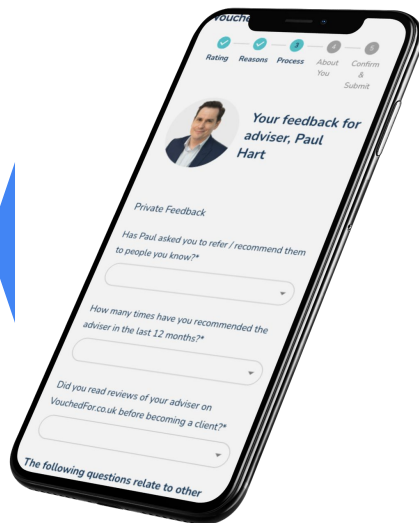 3 4 5
Rating Reasons Process About You Confirm & Submit
Your feedback for
adviser, Paul
Hart
Private Feedback
Has Paul asked you to refer / recommend them
to people you know?*
How many times have you recommended the
adviser in the last 12 months?*
Did you read reviews of your adviser on
VouchedFor.co.uk before becoming a client?*
The following questions relate to other